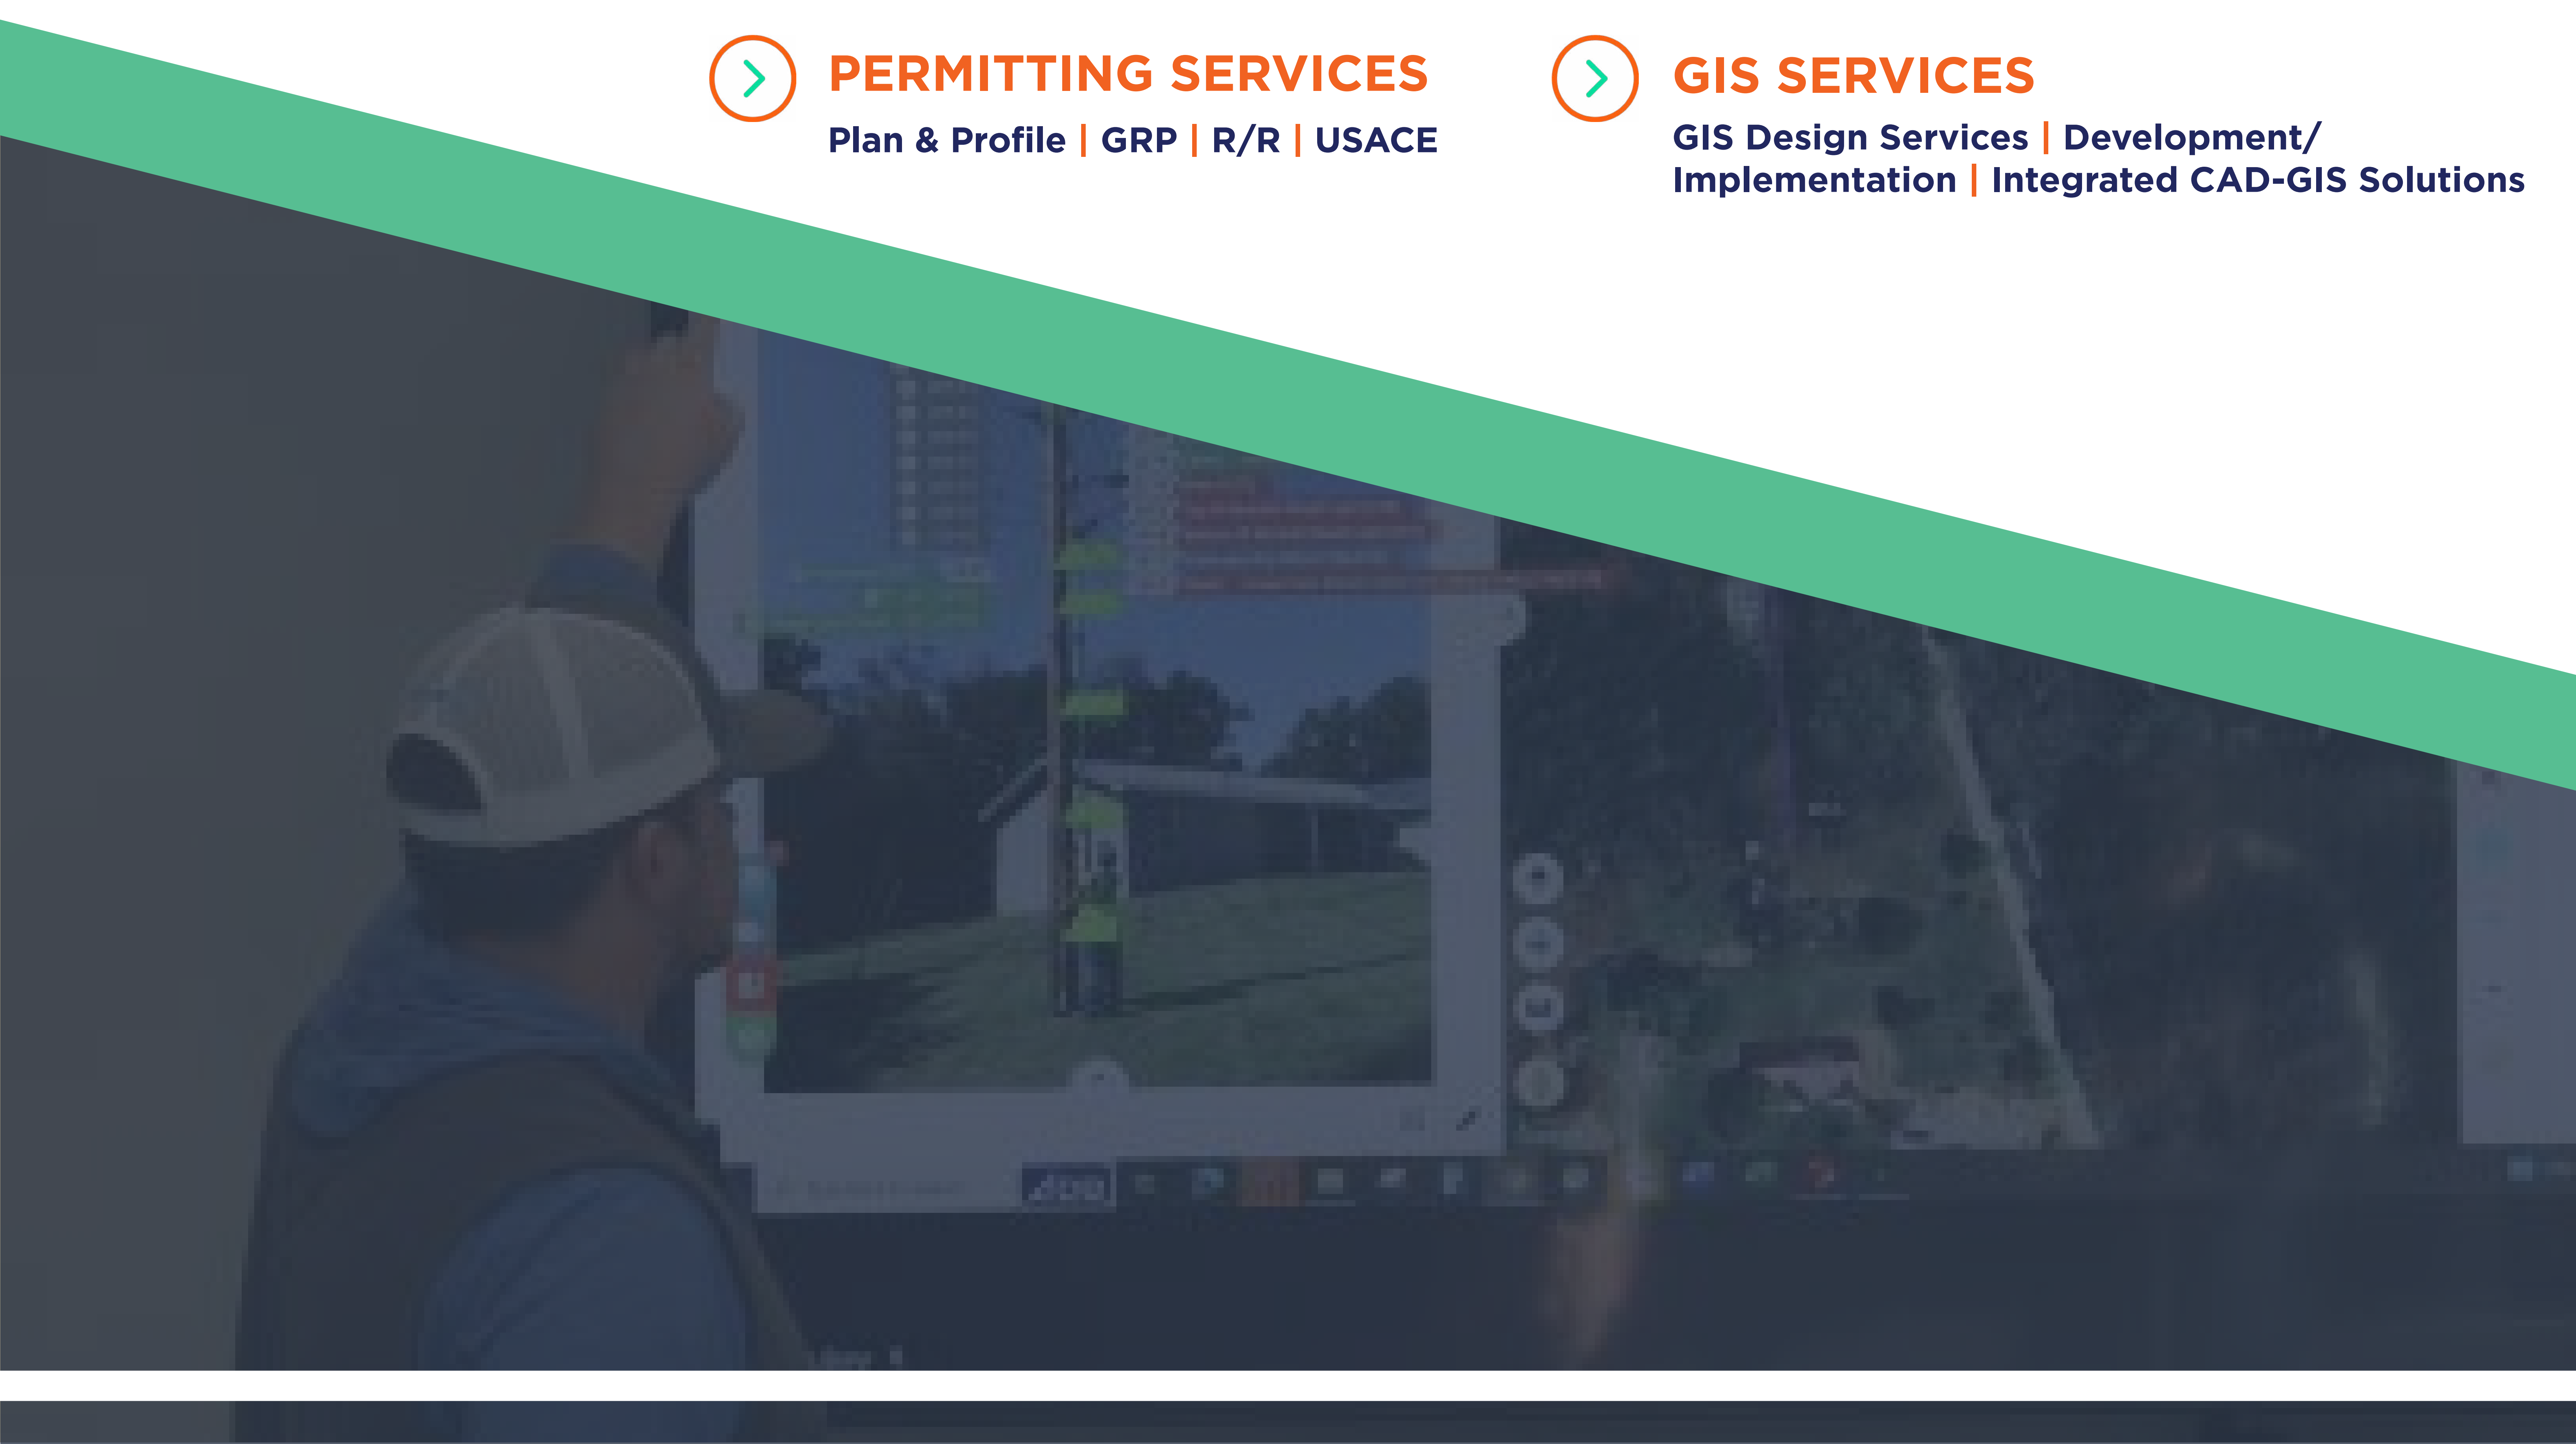 PERMITTING SERVICES
Plan & Profile | GRP | R/R | USACE
GIS SERVICES
GIS Design Services | Development/
Implementation | Integrated CAD-GIS Solutions